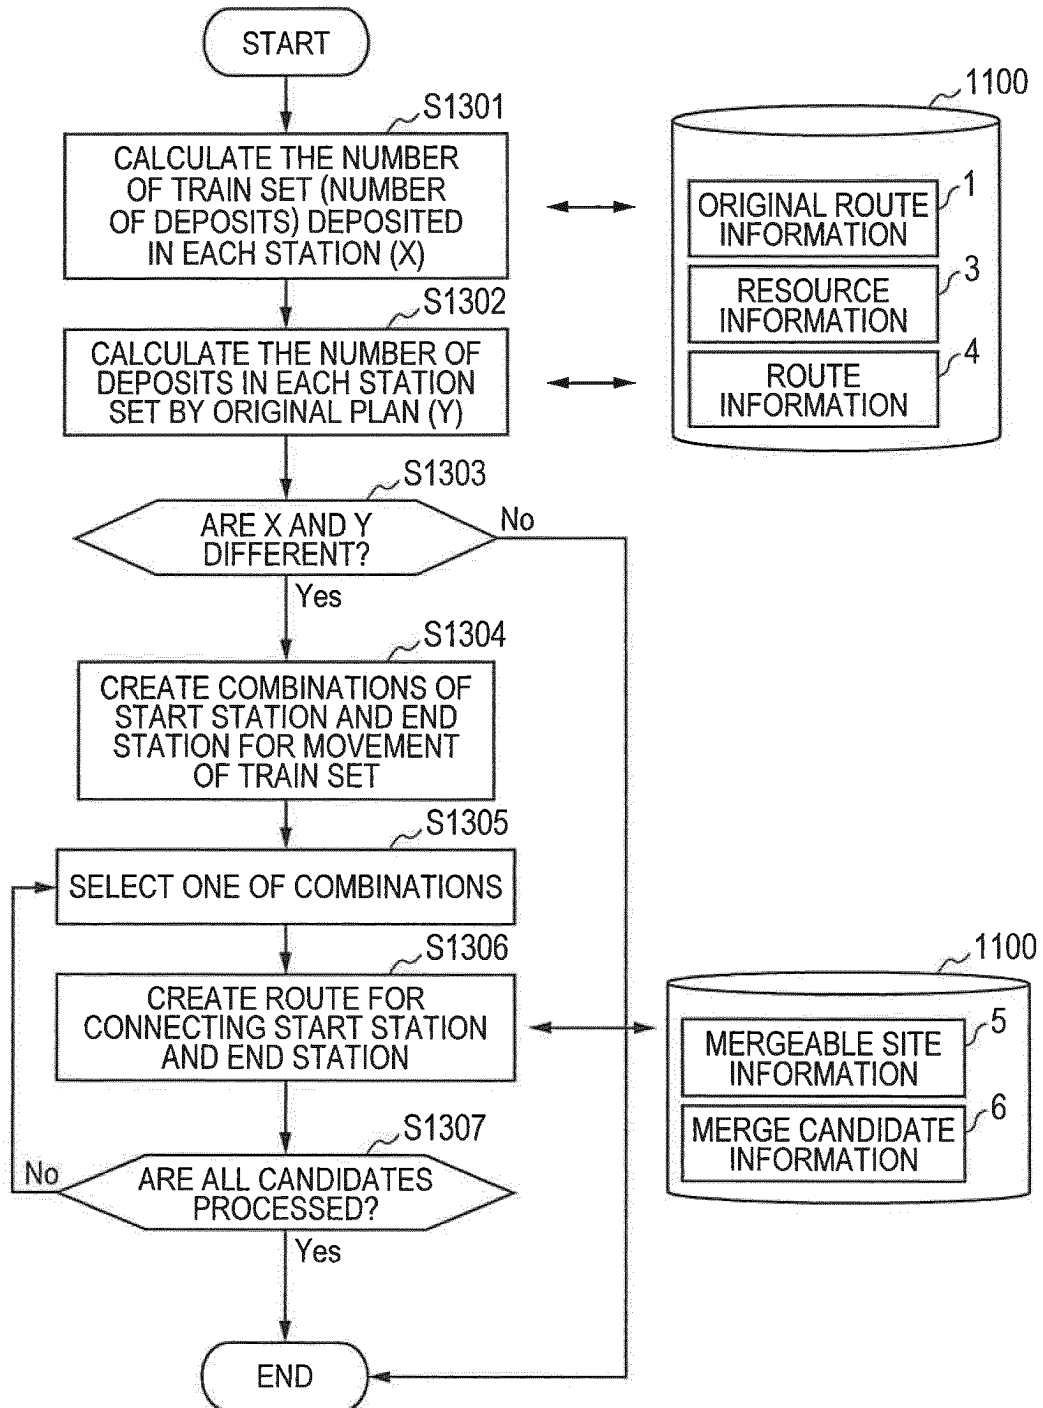 START
S1301
CALCULATE THE NUMBER
OF TRAIN SET (NUMBER
OF DEPOSITS) DEPOSITED
IN EACH STATION (X)
1100
1
ORIGINAL ROUTE
INFORMATION
3
RESOURCE
INFORMATION
4
ROUTE
INFORMATION
S1302
CALCULATE THE NUMBER OF
DEPOSITS IN EACH STATION
SET BY ORIGINAL PLAN (Y)
S1303
ARE X AND Y
DIFFERENT?
No
Yes
S1304
CREATE COMBINATIONS OF
START STATION AND END
STATION FOR MOVEMENT
OF TRAIN SET
S1305
SELECT ONE OF COMBINATIONS
S1306
CREATE ROUTE FOR
CONNECTING START STATION
AND END STATION
1100
5
MERGEABLE SITE
INFORMATION
6
MERGE CANDIDATE
INFORMATION
S1307
ARE ALL CANDIDATES
PROCESSED?
No
Yes
END